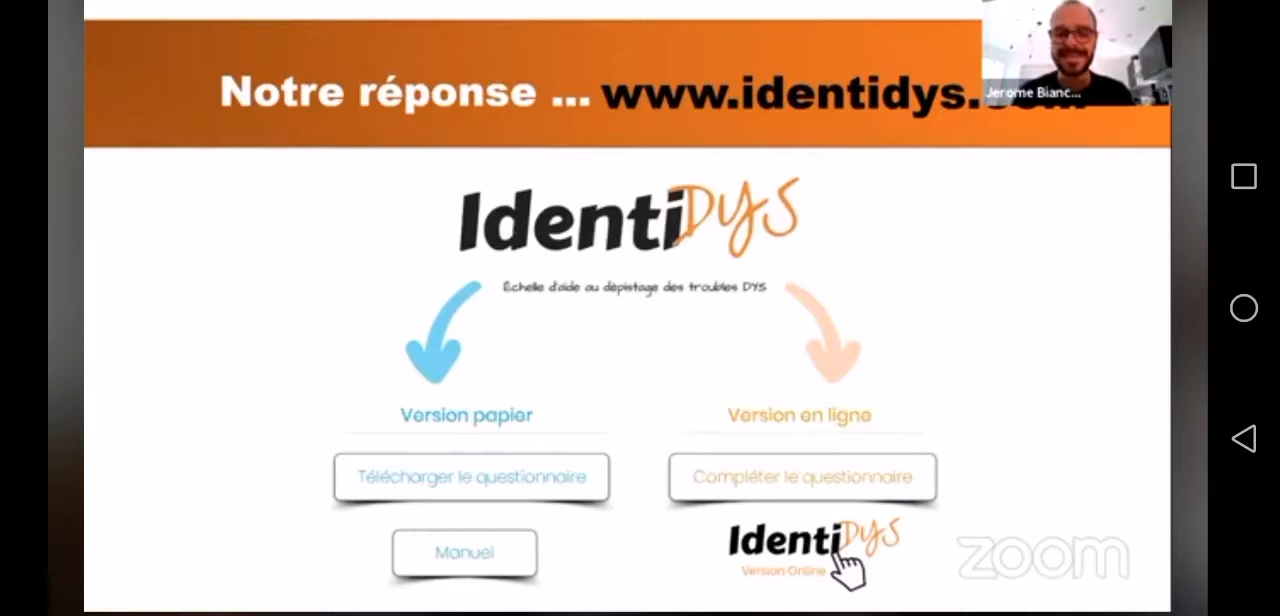 Notre réponse ... www.identidys.
Jerome Bianc...
IdentiDYS
Échelle d'aide au dépistage des troubles DYS
Version papier
Version en ligne
Télécharger le questionnaire
Compléter le questionnaire
Manuel
IdentiDYS
Version Online
zoom